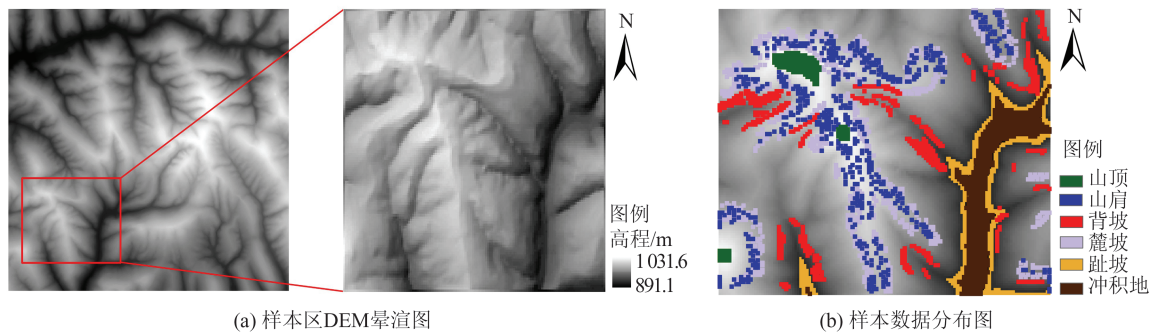 N
图例
高程/m
1 031.6
891.1
(a) 样本区DEM晕渲图
N
图例
山顶
山肩
背坡
麓坡
趾坡
冲积地
(b) 样本数据分布图